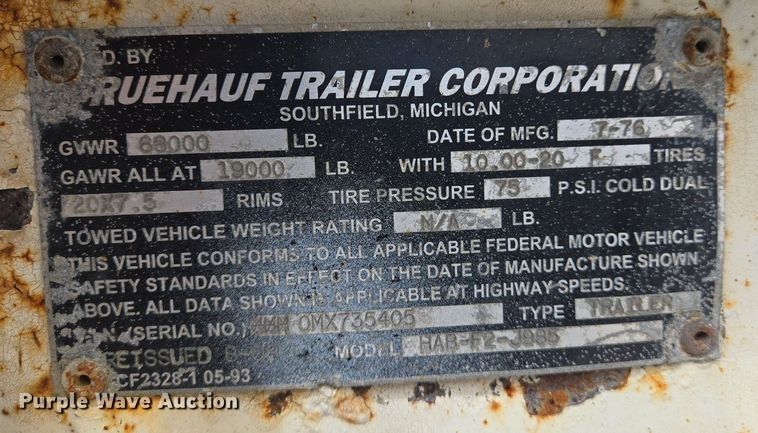 D. BY
RUEHAUF TRAILER CORPORATION
SOUTHFIELD, MICHIGAN
GVWR 68000 LB. DATE OF MFG. 7-76
GAWR ALL AT 19000 LB. WITH 10.00-20 F TIRES
20X7.5 RIMS TIRE PRESSURE 75 P.S.I. COLD DUAL
TOWED VEHICLE WEIGHT RATING N/A LB.
THIS VEHICLE CONFORMS TO ALL APPLICABLE FEDERAL MOTOR VEHICLE
SAFETY STANDARDS IN EFFECT ON THE DATE OF MANUFACTURE SHOWN
ABOVE. ALL DATA SHOWN IS APPLICABLE AT HIGHWAY SPEEDS.
(SERIAL NO.) 0MX735405 TYPE TRAILER
MODEL
CF2328-1 05-93
Purple Wave Auction